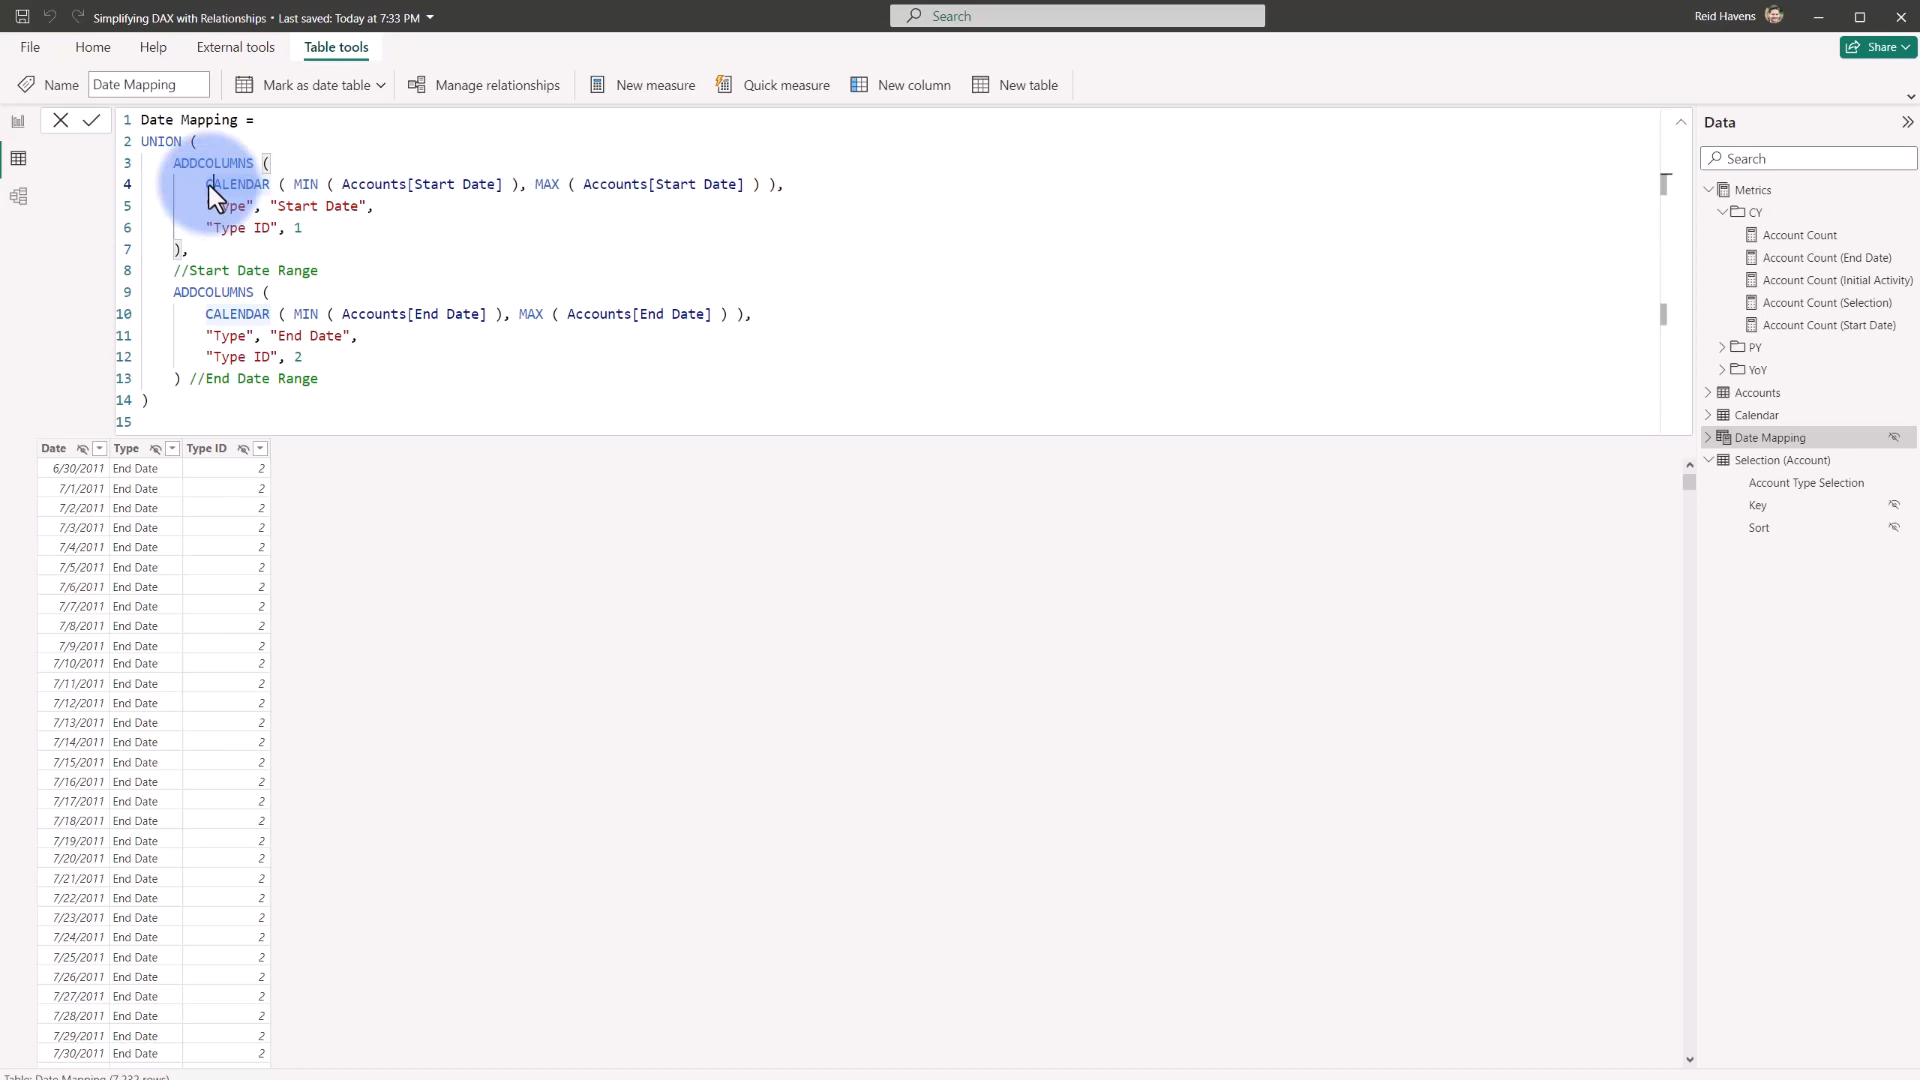 Simplifying DAX with Relationships • Last saved: Today at 7:33 PM
Search
Reid Havens
File Home Help External tools Table tools
Share
Name Date Mapping Mark as date table Manage relationships New measure Quick measure New column New table
1 Date Mapping =
2 UNION (
3 ADDCOLUMNS (
4 CALENDAR ( MIN ( Accounts[Start Date] ), MAX ( Accounts[Start Date] ) ),
5 "Type", "Start Date",
6 "Type ID", 1
7 ),
8 //Start Date Range
9 ADDCOLUMNS (
10 CALENDAR ( MIN ( Accounts[End Date] ), MAX ( Accounts[End Date] ) ),
11 "Type", "End Date",
12 "Type ID", 2
13 ) //End Date Range
14 )
15
Date Type Type ID
6/30/2011 End Date 2
7/1/2011 End Date 2
7/2/2011 End Date 2
7/3/2011 End Date 2
7/4/2011 End Date 2
7/5/2011 End Date 2
7/6/2011 End Date 2
7/7/2011 End Date 2
7/8/2011 End Date 2
7/9/2011 End Date 2
7/10/2011 End Date 2
7/11/2011 End Date 2
7/12/2011 End Date 2
7/13/2011 End Date 2
7/14/2011 End Date 2
7/15/2011 End Date 2
7/16/2011 End Date 2
7/17/2011 End Date 2
7/18/2011 End Date 2
7/19/2011 End Date 2
7/20/2011 End Date 2
7/21/2011 End Date 2
7/22/2011 End Date 2
7/23/2011 End Date 2
7/24/2011 End Date 2
7/25/2011 End Date 2
7/26/2011 End Date 2
7/27/2011 End Date 2
7/28/2011 End Date 2
7/29/2011 End Date 2
7/30/2011 End Date 2
Table: Date Mapping (7,232 rows)
Data
Search
Metrics
CY
Account Count
Account Count (End Date)
Account Count (Initial Activity)
Account Count (Selection)
Account Count (Start Date)
PY
YoY
Accounts
Calendar
Date Mapping
Selection (Account)
Account Type Selection
Key
Sort